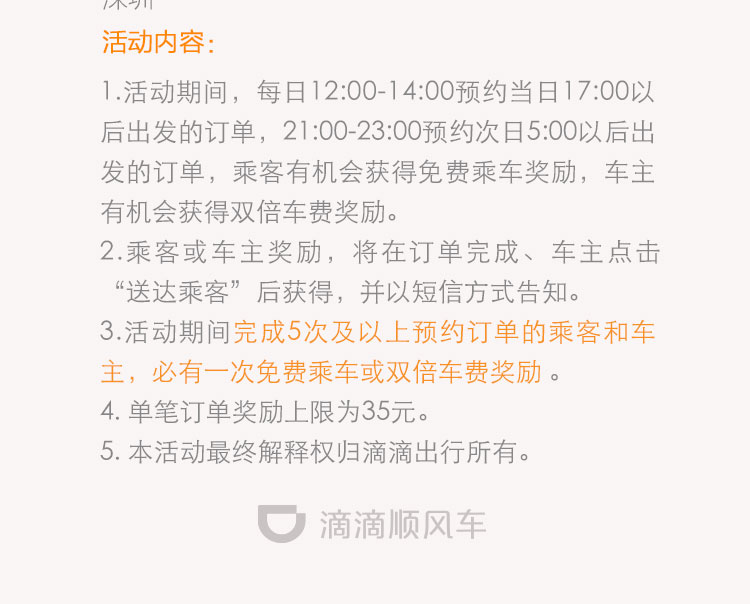 活动内容：
1.活动期间，每日12:00-14:00预约当日17:00以
后出发的订单，21:00-23:00预约次日5:00以后出
发的订单，乘客有机会获得免费乘车奖励，车主
有机会获得双倍车费奖励。
2.乘客或车主奖励，将在订单完成、车主点击
“送达乘客”后获得，并以短信方式告知。
3.活动期间完成5次及以上预约订单的乘客和车
主，必有一次免费乘车或双倍车费奖励 。
4. 单笔订单奖励上限为35元。
5. 本活动最终解释权归滴滴出行所有。
滴滴顺风车